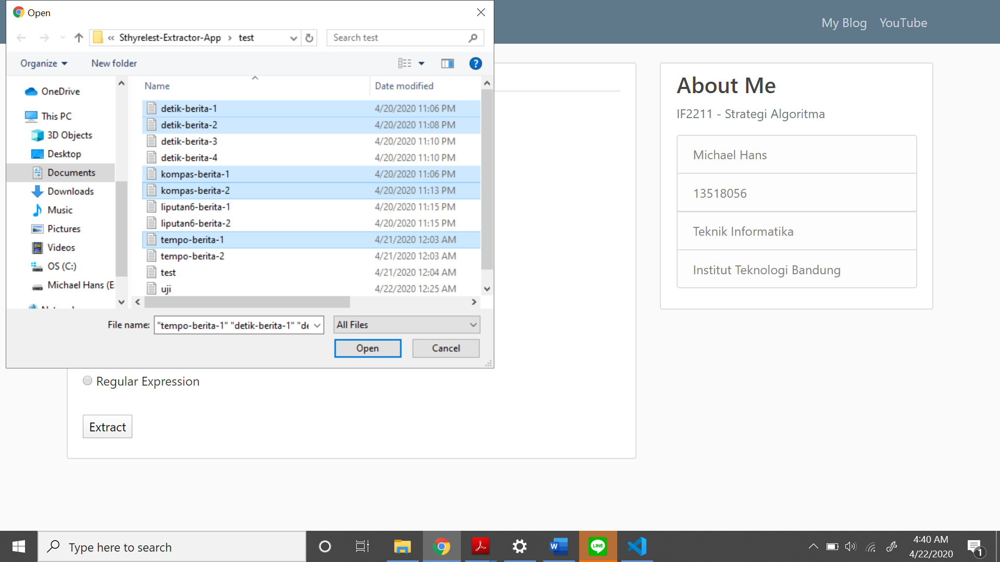 Open
« Sthyrelest-Extractor-App > test
Search test
Organize
New folder
OneDrive
This PC
3D Objects
Desktop
Documents
Downloads
Music
Pictures
Videos
OS (C:)
Michael Hans (E:
Name Date modified
detik-berita-1 4/20/2020 11:06 PM
detik-berita-2 4/20/2020 11:08 PM
detik-berita-3 4/20/2020 11:10 PM
detik-berita-4 4/20/2020 11:10 PM
kompas-berita-1 4/20/2020 11:06 PM
kompas-berita-2 4/20/2020 11:13 PM
liputan6-berita-1 4/20/2020 11:15 PM
liputan6-berita-2 4/20/2020 11:15 PM
tempo-berita-1 4/21/2020 12:03 AM
tempo-berita-2 4/21/2020 12:03 AM
test 4/21/2020 12:04 AM
uji 4/22/2020 12:25 AM
File name: "tempo-berita-1" "detik-berita-1" "de
All Files
Open
Cancel
My Blog YouTube
Regular Expression
Extract
About Me
IF2211 - Strategi Algoritma
Michael Hans
13518056
Teknik Informatika
Institut Teknologi Bandung
Type here to search
LINE
4:40 AM
4/22/2020
1